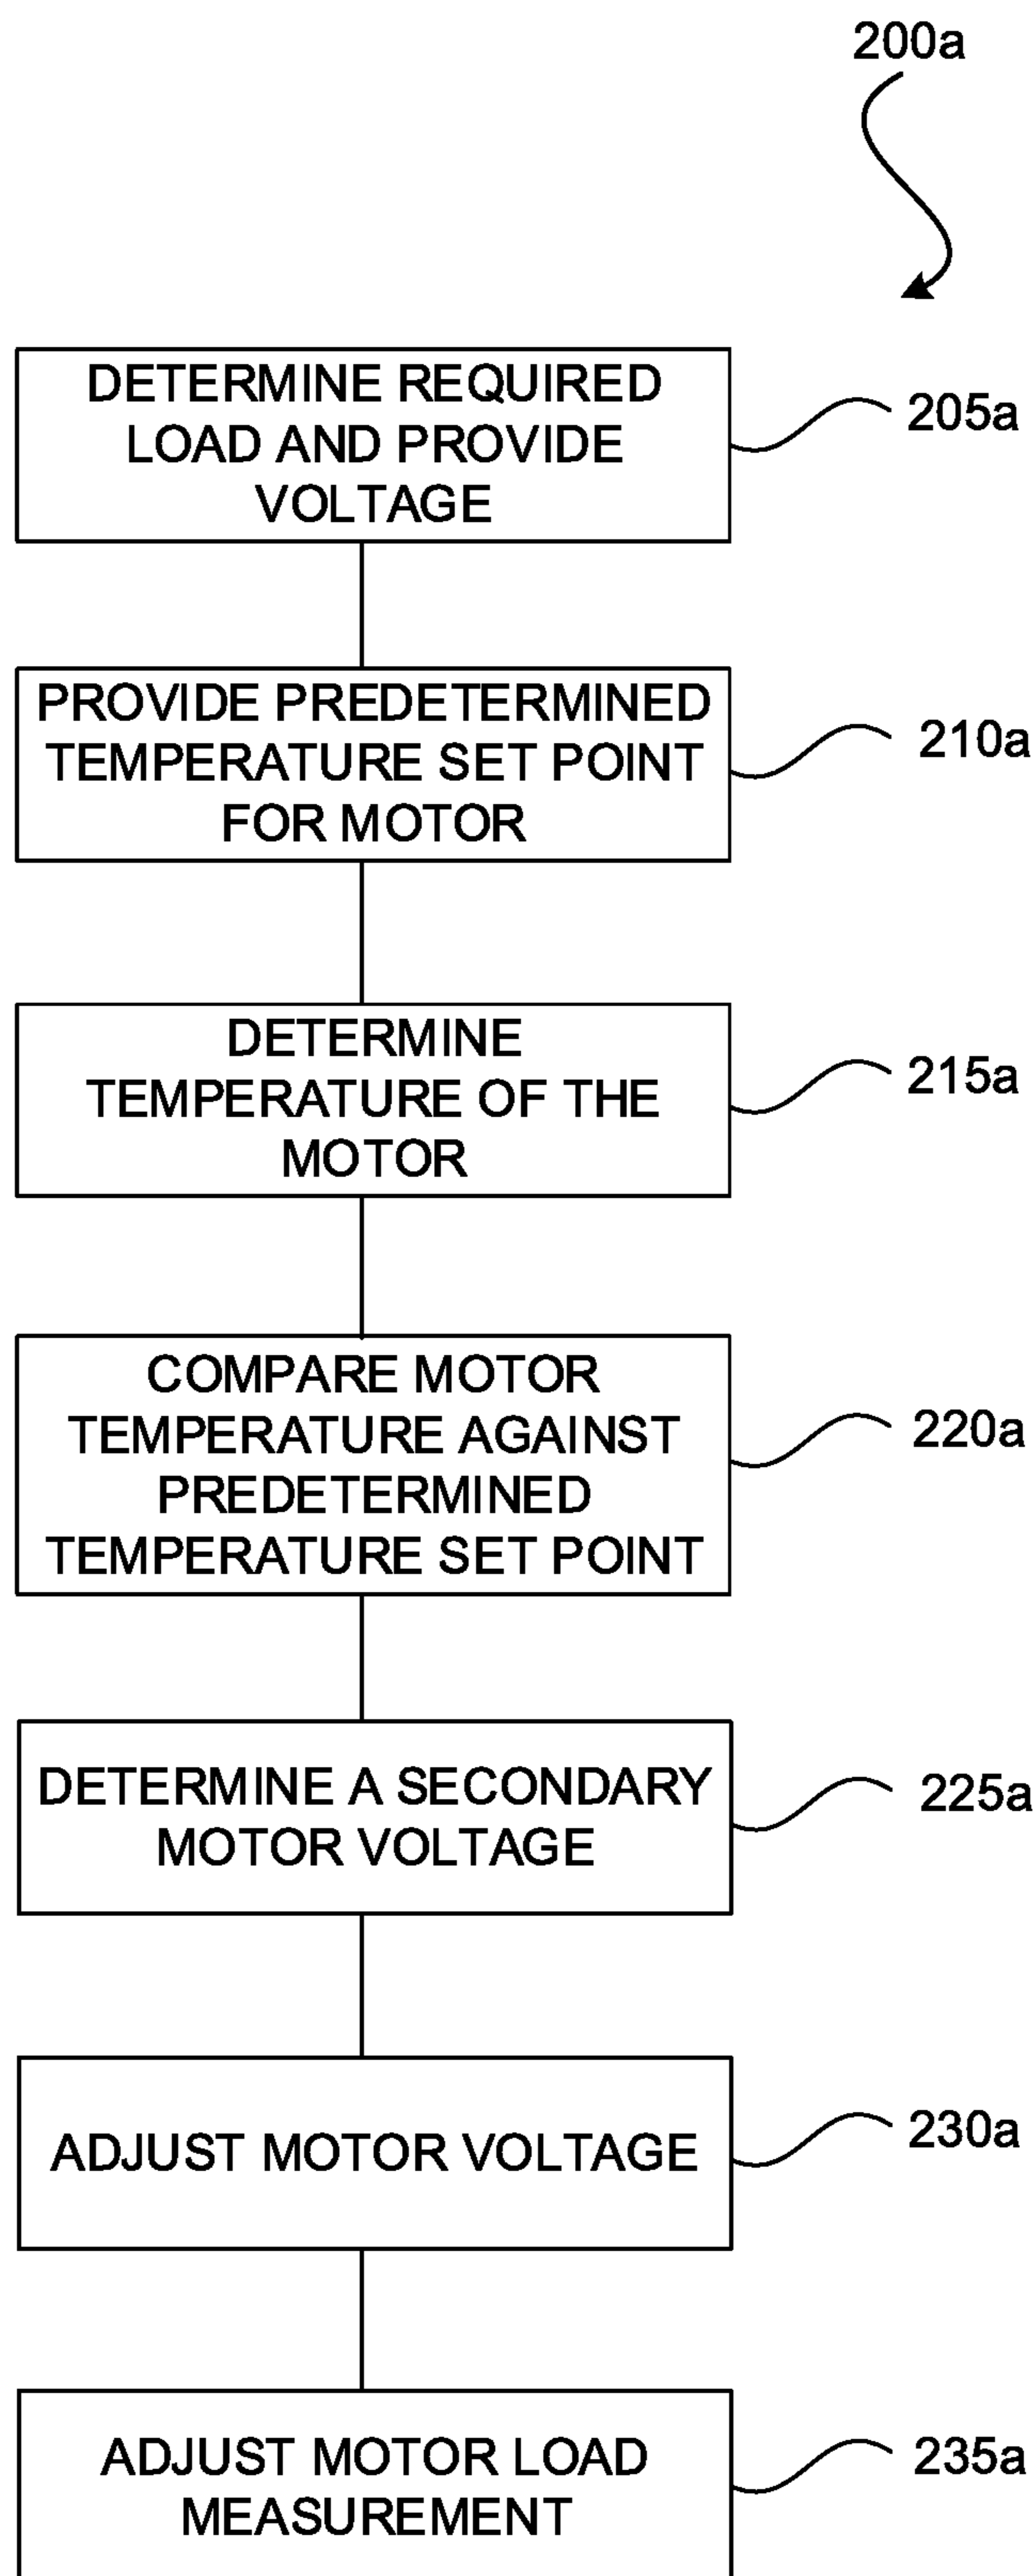 200a
DETERMINE REQUIRED
LOAD AND PROVIDE
VOLTAGE
205a
PROVIDE PREDETERMINED
TEMPERATURE SET POINT
FOR MOTOR
210a
DETERMINE
TEMPERATURE OF THE
MOTOR
215a
COMPARE MOTOR
TEMPERATURE AGAINST
PREDETERMINED
TEMPERATURE SET POINT
220a
DETERMINE A SECONDARY
MOTOR VOLTAGE
225a
ADJUST MOTOR VOLTAGE
230a
ADJUST MOTOR LOAD
MEASUREMENT
235a